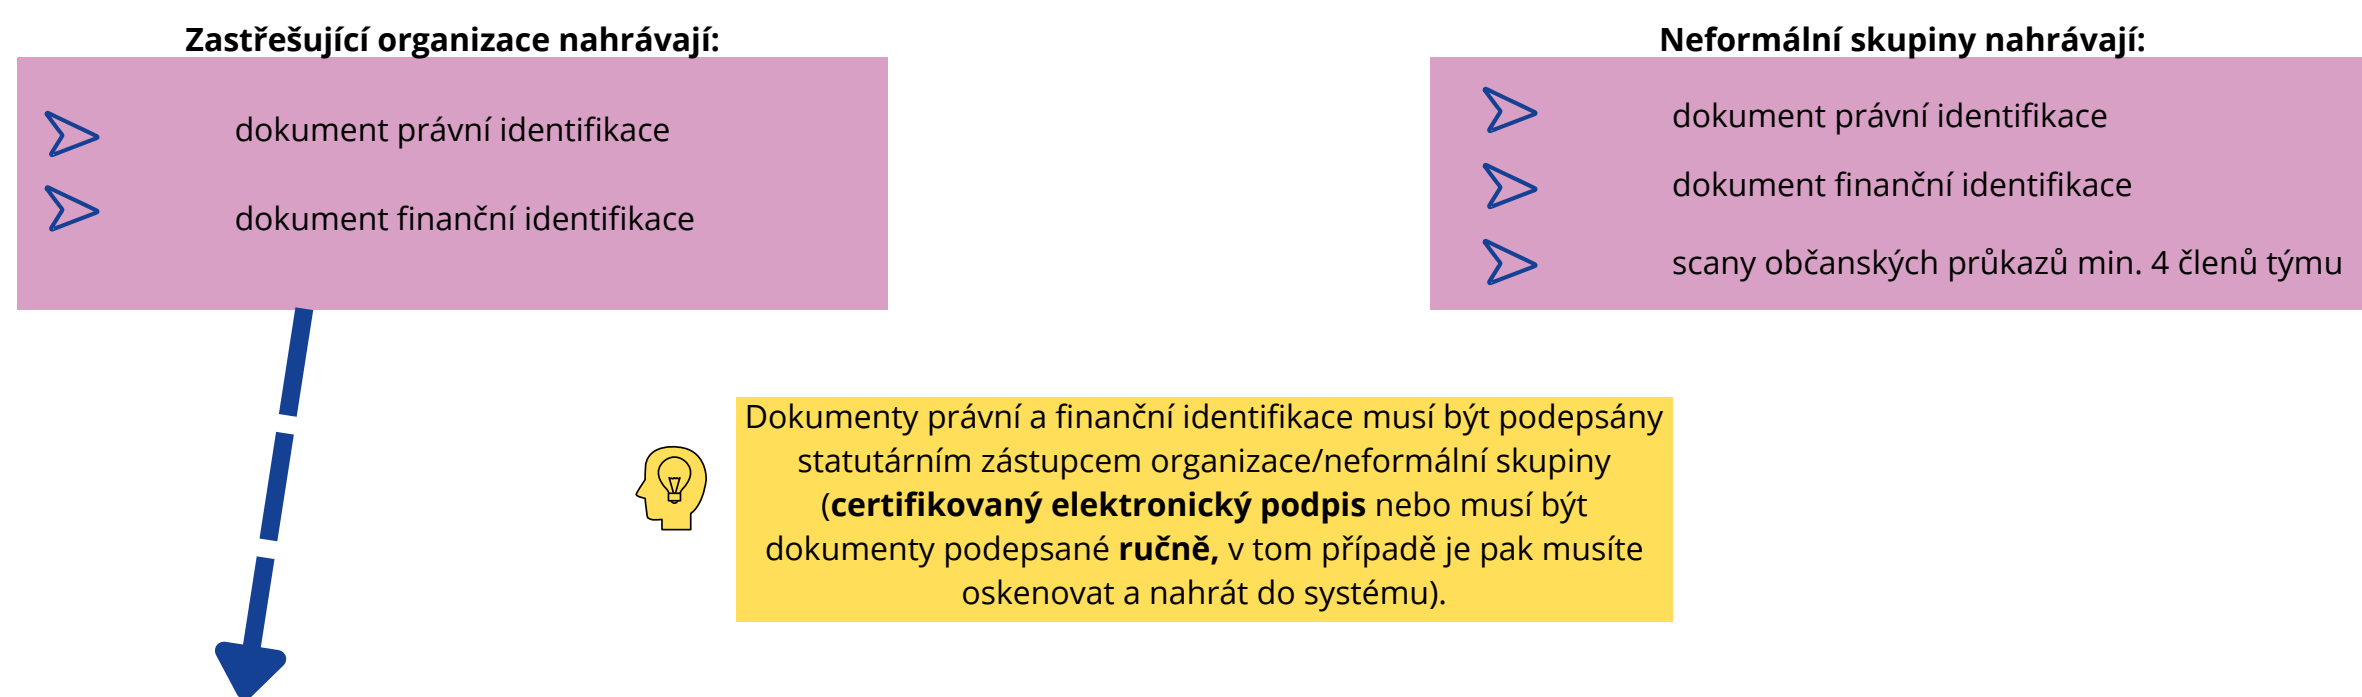 Zastřešující organizace nahrávají:
dokument právní identifikace
dokument finanční identifikace
Neformální skupiny nahrávají:
dokument právní identifikace
dokument finanční identifikace
scany občanských průkazů min. 4 členů týmu
Dokumenty právní a finanční identifikace musí být podepsány
statutárním zástupcem organizace/neformální skupiny
(certifikovaný elektronický podpis nebo musí být
dokumenty podepsané ručně, v tom případě je pak musíte
oskenovat a nahrát do systému).